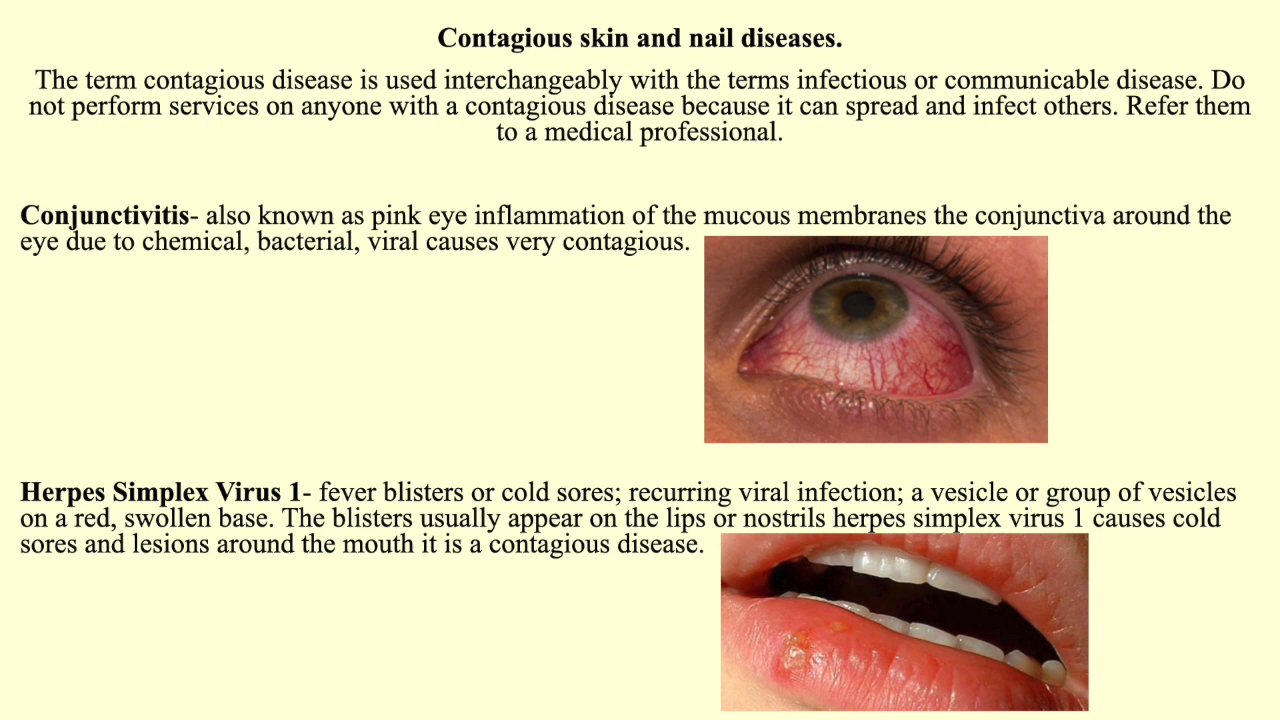 Contagious skin and nail diseases.
The term contagious disease is used interchangeably with the terms infectious or communicable disease. Do
not perform services on anyone with a contagious disease because it can spread and infect others. Refer them
to a medical professional.
Conjunctivitis- also known as pink eye inflammation of the mucous membranes the conjunctiva around the
eye due to chemical, bacterial, viral causes very contagious.
Herpes Simplex Virus 1- fever blisters or cold sores; recurring viral infection; a vesicle or group of vesicles
on a red, swollen base. The blisters usually appear on the lips or nostrils herpes simplex virus 1 causes cold
sores and lesions around the mouth it is a contagious disease.